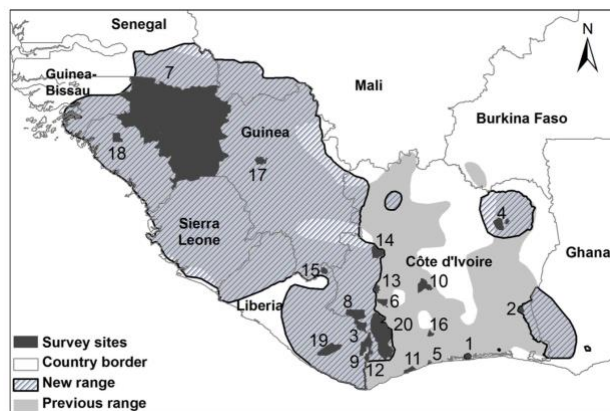 Senegal
N
7
Guinea-
Bissau
Mali
Burkina Faso
Guinea
18
17
4
Ghana
Sierra
Leone
14
Côte d'Ivoire
15
13
10
Liberia
6
8
2
20
3
16
19
9
12
11
5
1
Survey sites
Country border
New range
Previous range